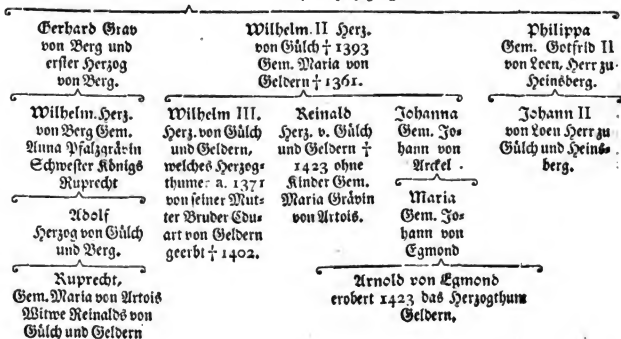 Gerhard Grav
von Berg und
erster Herzog
von Berg.
Wilhelm. Herz.
von Berg Gem.
Anna Pfalzgrävin
Schwester Königs
Ruprecht
Adolf
Herzog von Gülch
und Berg.
Ruprecht,
Gem. Maria von Artois
Witwe Reinalds von
Gülch und Geldern
Wilhelm. II Herz.
von Gülch † 1393
Gem. Maria von
Geldern † 1361.
Wilhelm III.
Herz. von Gülch
und Geldern,
welches Herzog-
thume: a. 1371
von seiner Mut-
ter Bruder Edu-
art von Geldern
geerbt † 1402.
Reinald
Herz. v. Gülch
und Geldern †
1423 ohne
Kinder Gem.
Maria Grävin
von Artois.
Johanna
Gem. Jo-
hann von
Arckel .
Maria
Gem. Jo-
hann von
Egmond
Arnold von Egmond
erobert 1423 das Herzogthum
Geldern.
Philippa
Gem. Gotfrid II
von Loen, Herr zu
Heinsberg.
Johann II
von Loen Herr zu
Gülch und Heins-
berg.